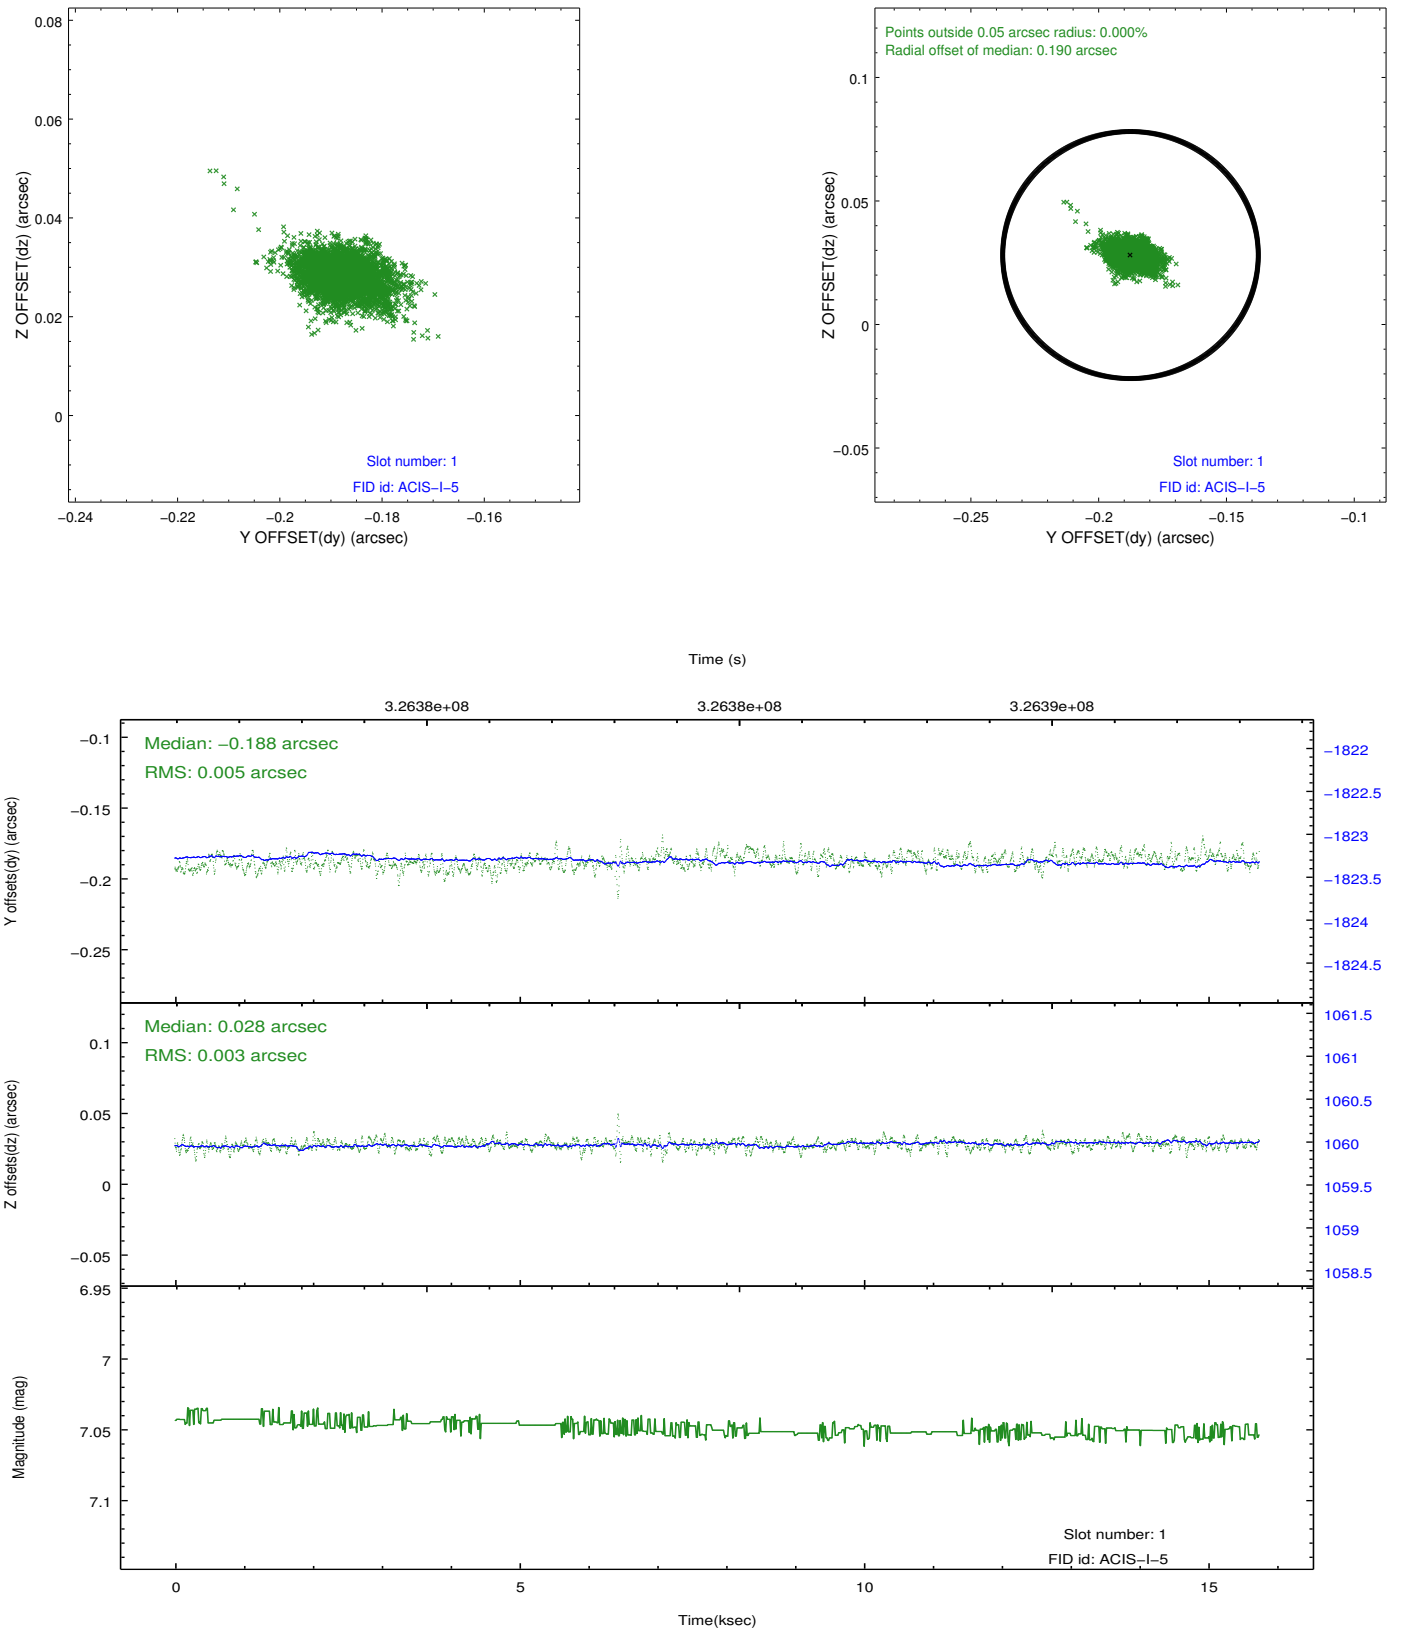 0.08
0.06
0.04
0.02
0
Z OFFSET(dz) (arcsec)
Slot number: 1
FID id: ACIS−I−5
−0.24 −0.22 −0.2 −0.18 −0.16
Y OFFSET(dy) (arcsec)
Points outside 0.05 arcsec radius: 0.000%
Radial offset of median: 0.190 arcsec
0.1
0.05
0
−0.05
Z OFFSET(dz) (arcsec)
Slot number: 1
FID id: ACIS−I−5
−0.25 −0.2 −0.15 −0.1
Y OFFSET(dy) (arcsec)
Time (s)
3.2638e+08 3.2638e+08 3.2639e+08
Median: −0.188 arcsec
RMS: 0.005 arcsec
−0.1
−0.15
−0.2
−0.25
Y offsets(dy) (arcsec)
−1822
−1822.5
−1823
−1823.5
−1824
−1824.5
Median: 0.028 arcsec
RMS: 0.003 arcsec
0.1
0.05
0
−0.05
Z offsets(dz) (arcsec)
1061.5
1061
1060.5
1060
1059.5
1059
1058.5
6.95
7
7.05
7.1
Magnitude (mag)
Slot number: 1
FID id: ACIS−I−5
0 5 10 15
Time(ksec)